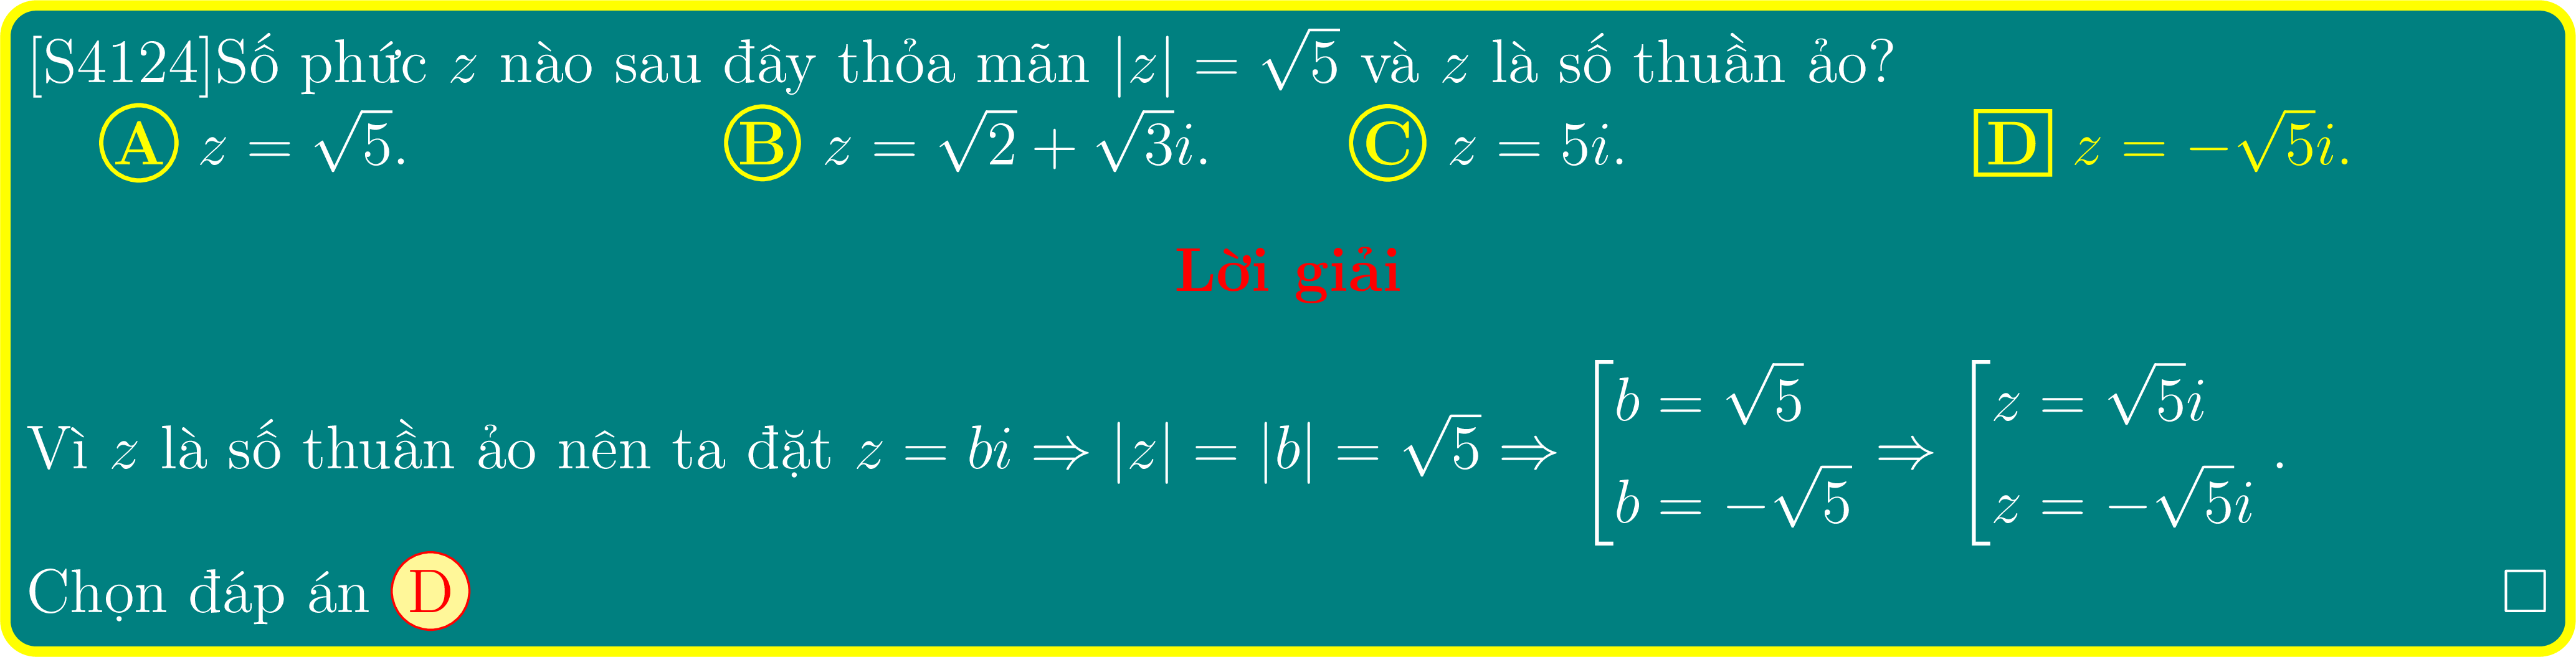 [S4124]Số phức z nào sau đây thỏa mãn |z| = √5 và z là số thuần ảo?
A z = √5. B z = √2 + √3i. C z = 5i. D z = −√5i.
Lời giải
Vì z là số thuần ảo nên ta đặt z = bi ⇒ |z| = |b| = √5 ⇒ [b = √5 b = −√5 ⇒ [z = √5i z = −√5i .
Chọn đáp án D □